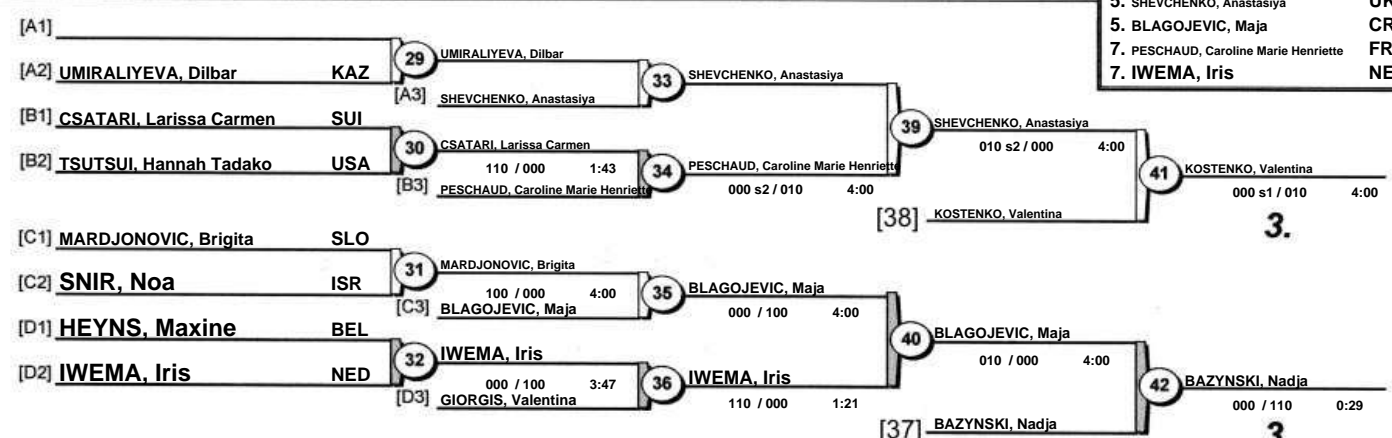 5. SHEVCHENKO, Anastasiya
5. BLAGOJEVIC, Maja
7. PESCHAUD, Caroline Marie Henriette
7. IWEMA, Iris
[A1]
[A2] UMIRALIYEVA, Dilbar KAZ
29 UMIRALIYEVA, Dilbar
[A3] SHEVCHENKO, Anastasiya
33 SHEVCHENKO, Anastasiya
[B1] CSATARI, Larissa Carmen SUI
[B2] TSUTSUI, Hannah Tadako USA
30 CSATARI, Larissa Carmen
110 / 000 1:43
[B3] PESCHAUD, Caroline Marie Henriette
34 PESCHAUD, Caroline Marie Henriette
000 s2 / 010 4:00
39 SHEVCHENKO, Anastasiya
010 s2 / 000 4:00
[38] KOSTENKO, Valentina
41 KOSTENKO, Valentina
000 s1 / 010 4:00
3.
[C1] MARDJONOVIC, Brigita SLO
[C2] SNIR, Noa ISR
31 MARDJONOVIC, Brigita
100 / 000 4:00
[C3] BLAGOJEVIC, Maja
35 BLAGOJEVIC, Maja
000 / 100 4:00
[D1] HEYNS, Maxine BEL
[D2] IWEMA, Iris NED
32 IWEMA, Iris
000 / 100 3:47
[D3] GIORGIS, Valentina
36 IWEMA, Iris
110 / 000 1:21
40 BLAGOJEVIC, Maja
010 / 000 4:00
[37] BAZYNSKI, Nadja
42 BAZYNSKI, Nadja
000 / 110 0:29
3